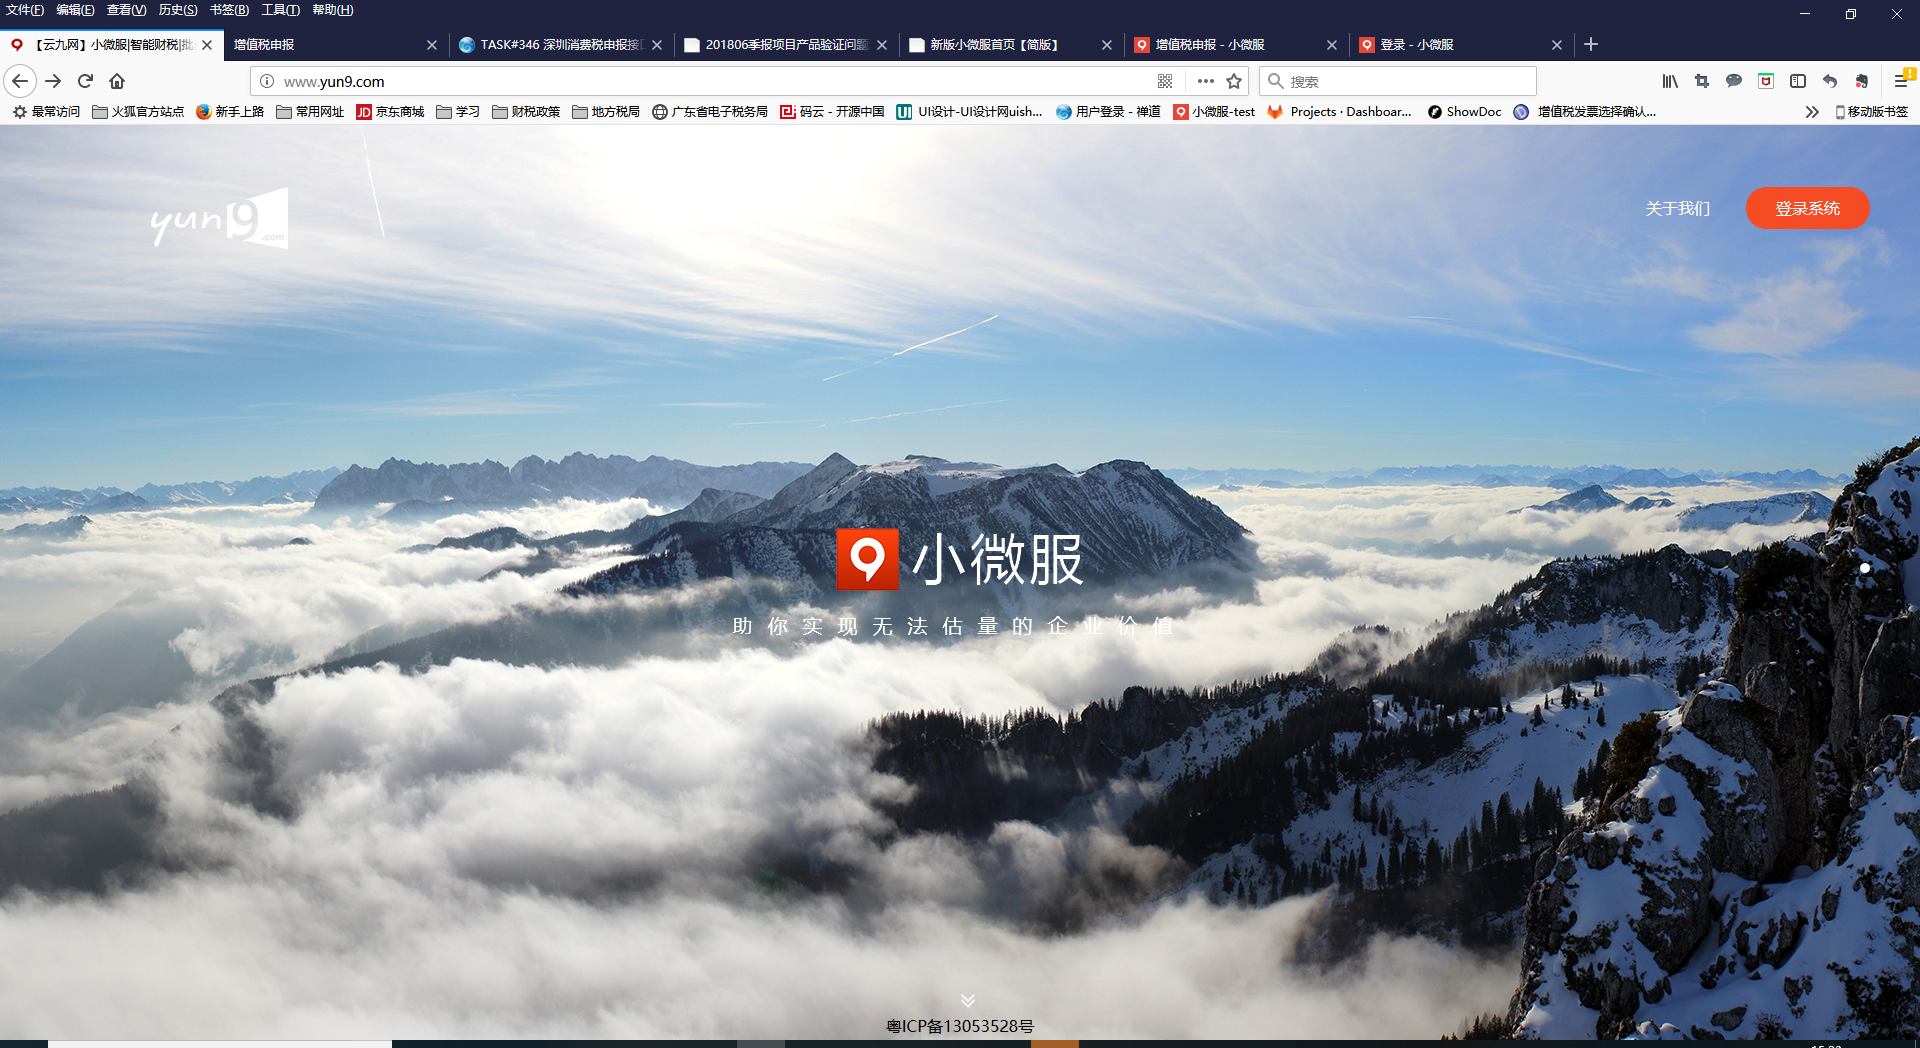 文件(F) 编辑(E) 查看(V) 历史(S) 书签(B) 工具(T) 帮助(H)
【云九网】小微服|智能财税|批 增值税申报 TASK#346 深圳消费税申报接口 201806季报项目产品验证问题 新版小微服首页【简版】 增值税申报 - 小微服 登录 - 小微服
www.yun9.com 搜索
最常访问 火狐官方站点 新手上路 常用网址 JD 京东商城 学习 财税政策 地方税局 广东省电子税务局 码云 - 开源中国 UI设计-UI设计网uish... 用户登录 - 禅道 小微服-test Projects · Dashboar... ShowDoc 增值税发票选择确认... 移动版书签
yun9.com
关于我们 登录系统
小微服
助你实现无法估量的企业价值
粤ICP备13053528号